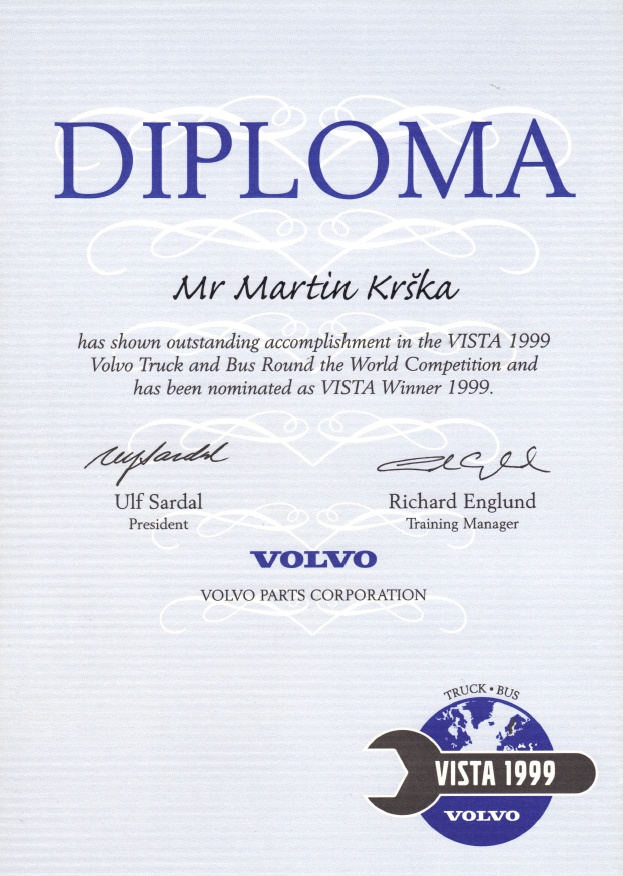 DIPLOMA
Mr Martin Krška
has shown outstanding accomplishment in the VISTA 1999
Volvo Truck and Bus Round the World Competition and
has been nominated as VISTA Winner 1999.
Ulf Sardal
Richard Englund
President
Training Manager
VOLVO
VOLVO PARTS CORPORATION
TRUCK • BUS
VISTA 1999
VOLVO